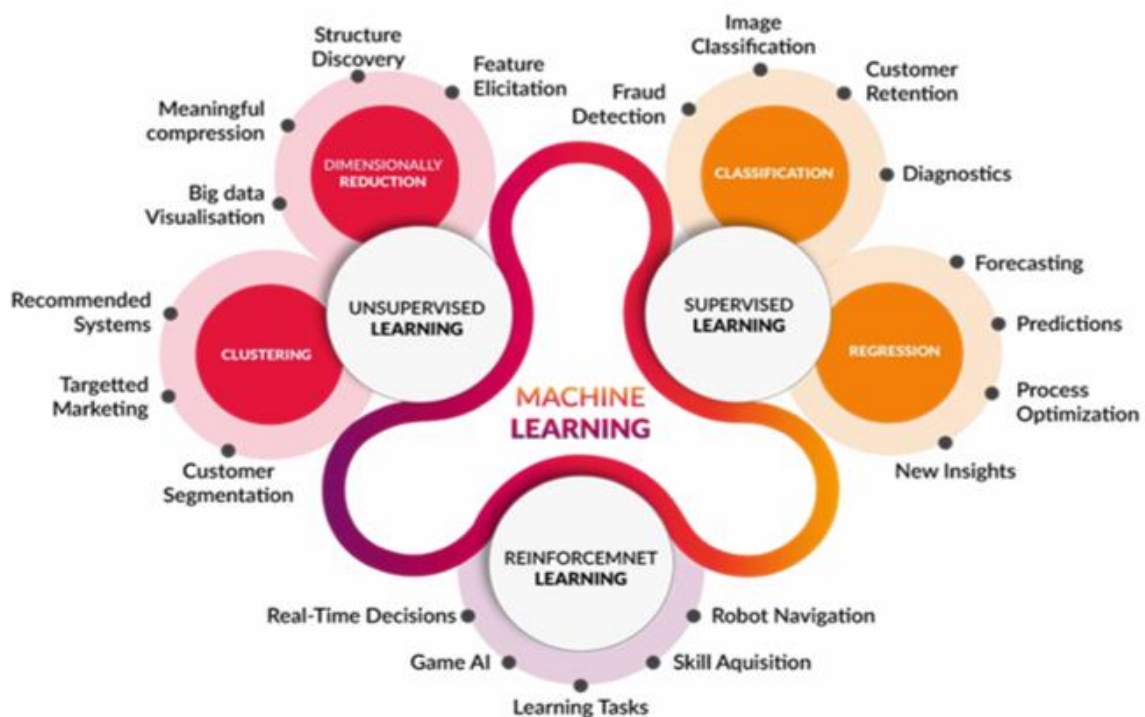 Structure
Discovery
Feature
Elicitation
Meaningful
compression
Big data
Visualisation
DIMENSIONALLY
REDUCTION
Recommended
Systems
Targetted
Marketing
Customer
Segmentation
CLUSTERING
UNSUPERVISED
LEARNING
Image
Classification
Fraud
Detection
Customer
Retention
Diagnostics
CLASSIFICATION
SUPERVISED
LEARNING
Forecasting
Predictions
Process
Optimization
New Insights
REGRESSION
MACHINE
LEARNING
REINFORCEMNET
LEARNING
Real-Time Decisions
Game AI
Learning Tasks
Skill Aquisition
Robot Navigation